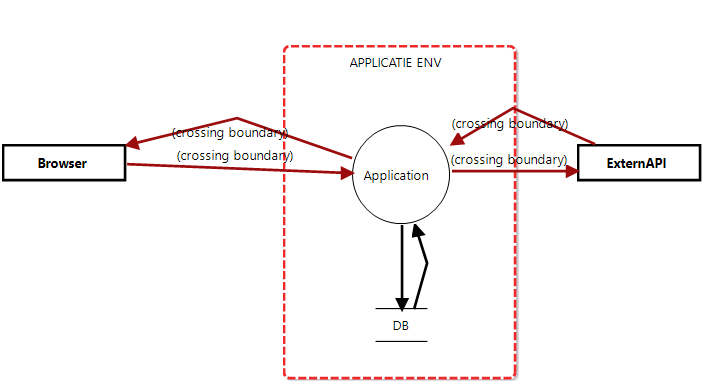 APPLICATIE ENV
(crossing boundary)
(crossing boundary)
(crossing boundary)
(crossing boundary)
Browser
Application
ExternAPI
DB